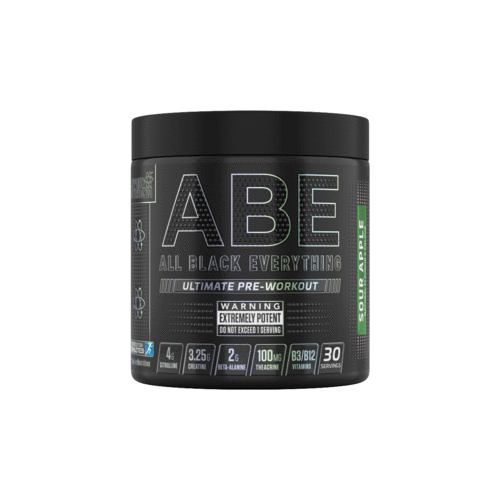 ABE
ALL BLACK EVERYTHING
ULTIMATE PRE-WORKOUT
WARNING
EXTREMELY POTENT
DO NOT EXCEED 1 SERVING
4G CITRULLINE
3.25G CREATINE
2G BETA-ALANINE
100MG THEACRINE
B3/B12 VITAMINS
30 SERVINGS
SOUR APPLE